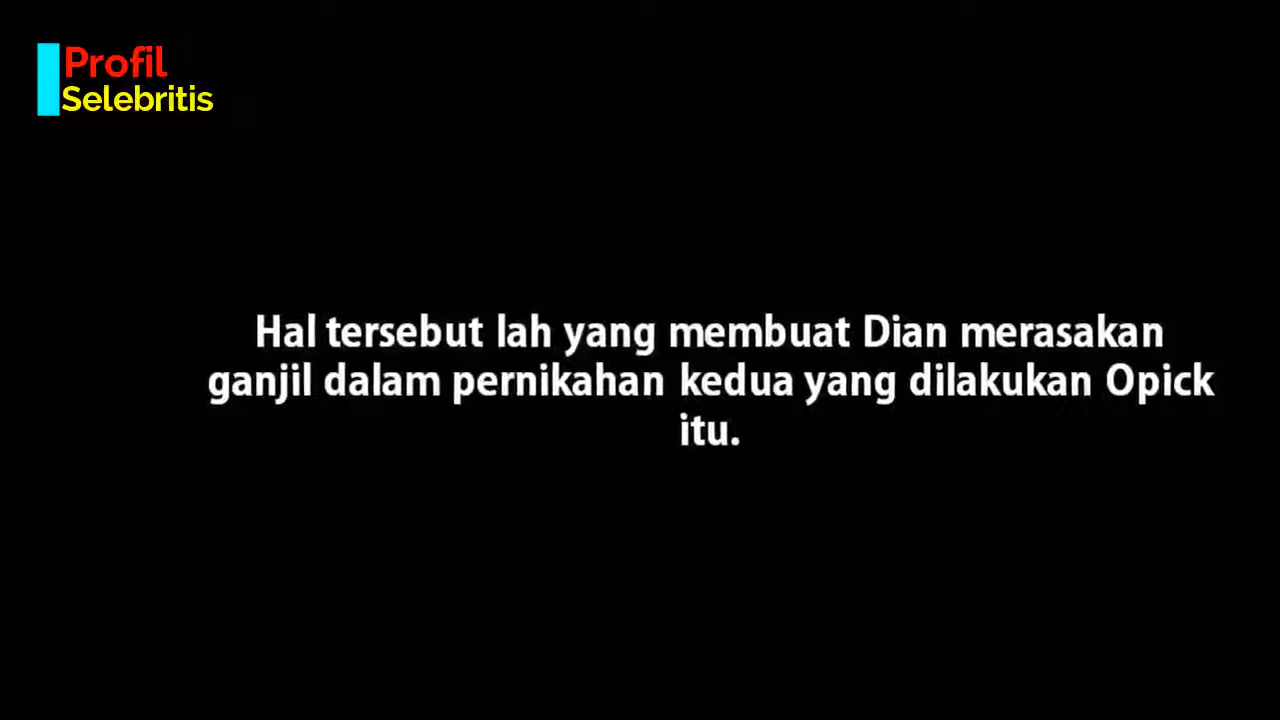 Profil
Selebritis
Hal tersebut lah yang membuat Dian merasakan
ganjil dalam pernikahan kedua yang dilakukan Opick
itu.